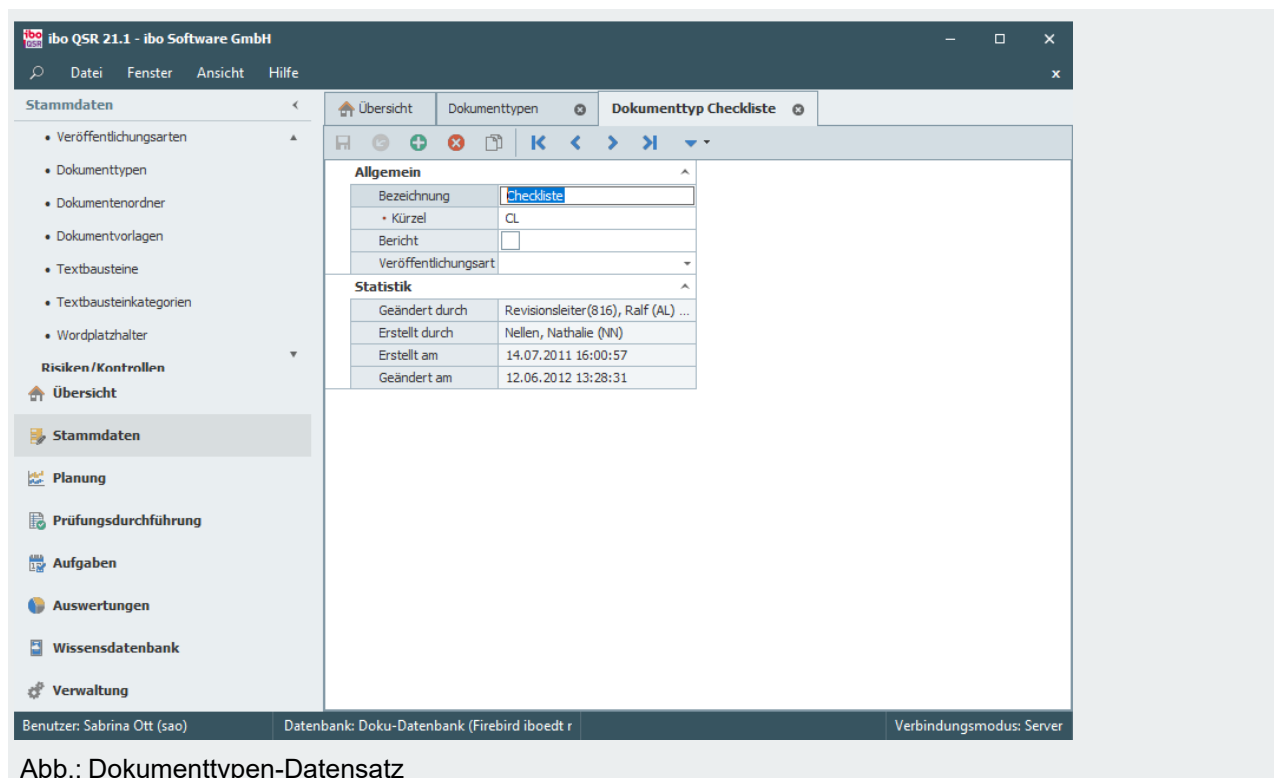 ibo QSR
ibo QSR 21.1 - ibo Software GmbH
Datei Fenster Ansicht Hilfe
Stammdaten
• Veröffentlichungsarten
• Dokumenttypen
• Dokumentenordner
• Dokumentvorlagen
• Textbausteine
• Textbausteinkategorien
• Wordplatzhalter
Risiken/Kontrollen
Übersicht
Stammdaten
Planung
Prüfungsdurchführung
Aufgaben
Auswertungen
Wissensdatenbank
Verwaltung
Übersicht Dokumenttypen Dokumenttyp Checkliste
Allgemein
Bezeichnung Checkliste
• Kürzel CL
Bericht
Veröffentlichungsart
Statistik
Geändert durch Revisionsleiter(816), Ralf (AL) ...
Erstellt durch Nellen, Nathalie (NN)
Erstellt am 14.07.2011 16:00:57
Geändert am 12.06.2012 13:28:31
Benutzer: Sabrina Ott (sao) Datenbank: Doku-Datenbank (Firebird iboedt r Verbindungsmodus: Server
Abb.: Dokumenttypen-Datensatz